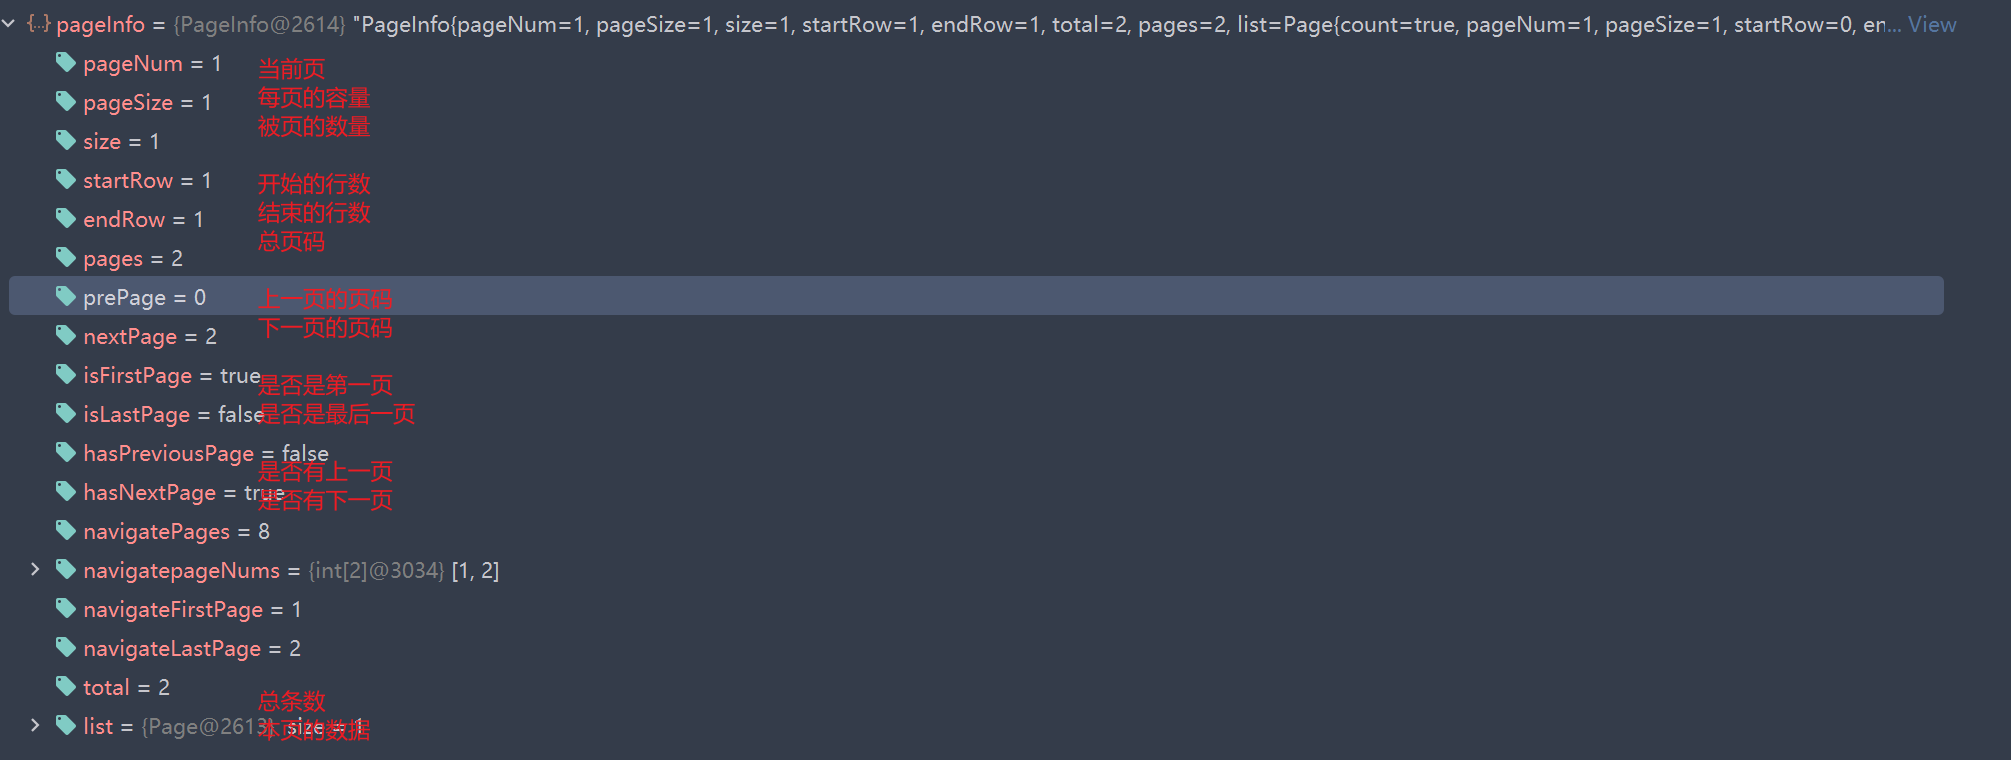 pageInfo = {PageInfo@2614} "PageInfo{pageNum=1, pageSize=1, size=1, startRow=1, endRow=1, total=2, pages=2, list=Page{count=true, pageNum=1, pageSize=1, startRow=0, en... View
pageNum = 1 当前页
pageSize = 1 每页的容量
size = 1 被页的数量
startRow = 1 开始的行数
endRow = 1 结束的行数
pages = 2 总页码
prePage = 0 上一页的页码
nextPage = 2 下一页的页码
isFirstPage = true 是否是第一页
isLastPage = false 是否是最后一页
hasPreviousPage = false 是否有上一页
hasNextPage = true 是否有下一页
navigatePages = 8
navigatepageNums = {int[2]@3034} [1, 2]
navigateFirstPage = 1
navigateLastPage = 2
total = 2 总条数
list = {Page@2613} size = 1 本页的数据